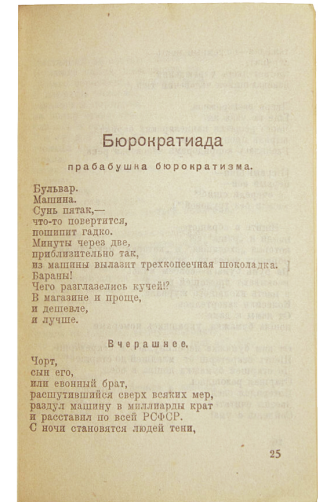 Бюрократиада
прабабушка бюрократизма.
Бульвар.
Машина.
Сунь пятак,—
что-то повертится,
пошипит гадко.
Минуты через две,
приблизительно так,
из машины вылазит трехкопеечная шоколадка.
Бараны!
Чего разглазелись кучей!?
В магазине и проще,
и дешевле,
и лучше.
Вчерашнее.
Чорт,
сын его,
или евонный брат,
расшутившийся сверх всяких мер,
раздул машину в миллиарды крат
и расставил по всей РСФСР.
С ночи становятся людей тени,
25